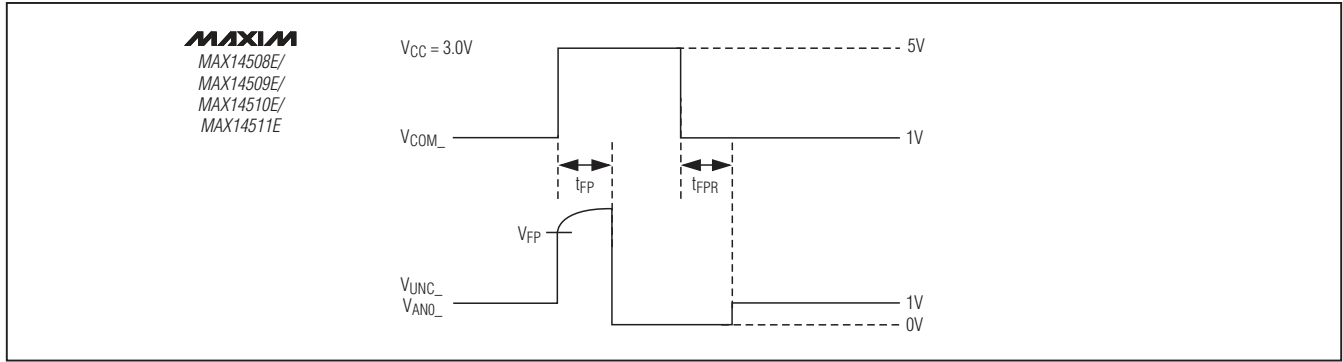 MAXIM
MAX14508E/
MAX14509E/
MAX14510E/
MAX14511E
VCC = 3.0V
5V
VCOM_
1V
tFP
tFPR
VFP
VUNC_
VANO_
1V
0V